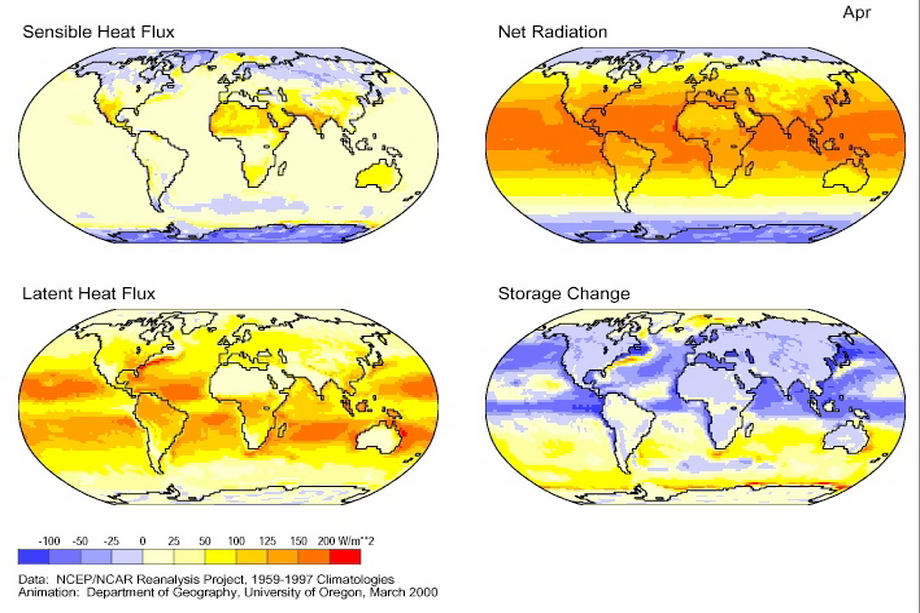 Apr
Sensible Heat Flux
Net Radiation
Latent Heat Flux
Storage Change
-100 -50 -25 0 25 50 100 125 150 200 W/m**2
Data: NCEP/NCAR Reanalysis Project, 1959-1997 Climatologies
Animation: Department of Geography, University of Oregon, March 2000